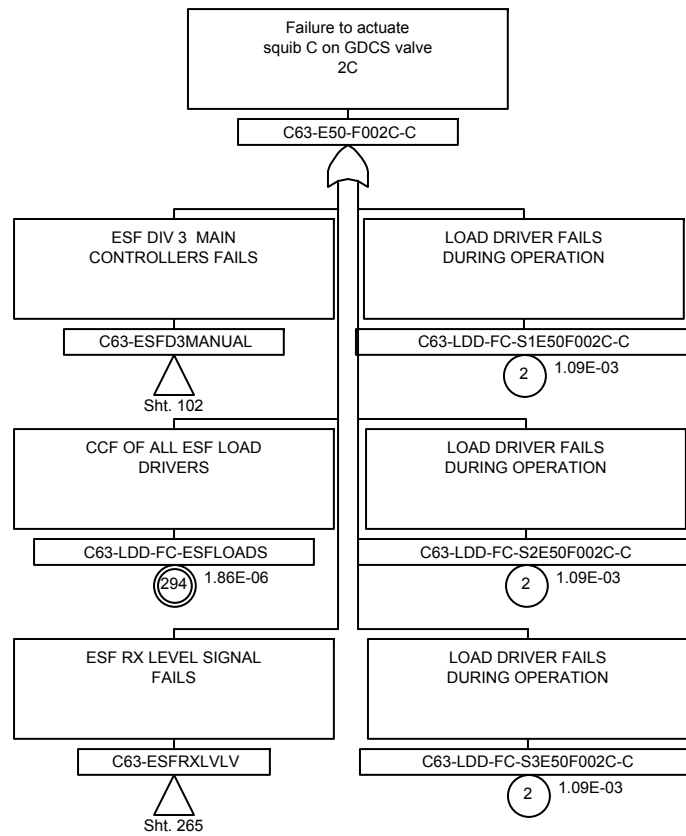 Failure to actuate
squib C on GDCS valve
2C
C63-E50-F002C-C
ESF DIV 3 MAIN
CONTROLLERS FAILS
C63-ESFD3MANUAL
Sht. 102
LOAD DRIVER FAILS
DURING OPERATION
C63-LDD-FC-S1E50F002C-C
2
1.09E-03
CCF OF ALL ESF LOAD
DRIVERS
C63-LDD-FC-ESFLOADS
294
1.86E-06
LOAD DRIVER FAILS
DURING OPERATION
C63-LDD-FC-S2E50F002C-C
2
1.09E-03
ESF RX LEVEL SIGNAL
FAILS
C63-ESFRXLVLV
Sht. 265
LOAD DRIVER FAILS
DURING OPERATION
C63-LDD-FC-S3E50F002C-C
2
1.09E-03